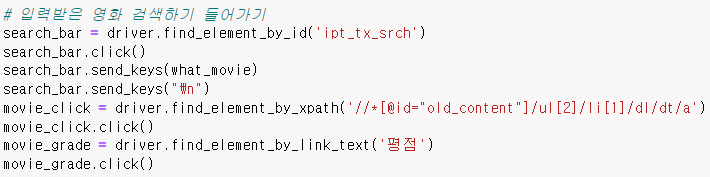 # 입력받은 영화 검색하기 들어가기
search_bar = driver.find_element_by_id('ipt_tx_srch')
search_bar.click()
search_bar.send_keys(what_movie)
search_bar.send_keys("₩n")
movie_click = driver.find_element_by_xpath('//*[@id="old_content"]/ul[2]/li[1]/dl/dt/a')
movie_click.click()
movie_grade = driver.find_element_by_link_text('평점')
movie_grade.click()